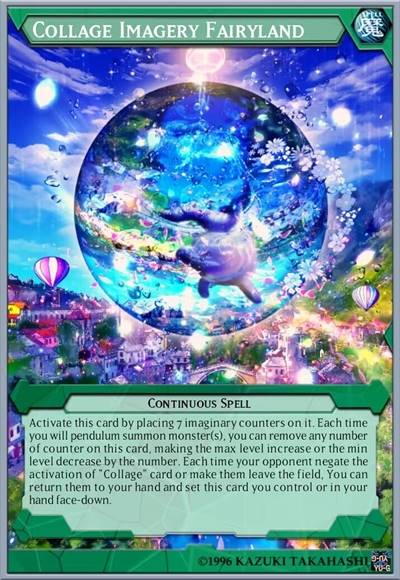 Collage Imagery Fairyland
魔
Continuous Spell
Activate this card by placing 7 imaginary counters on it. Each time
you will pendulum summon monster(s), you can remove any number
of counter on this card, making the max level increase or the min
level decrease by the number. Each time your opponent negate the
activation of "Collage" card or make them leave the field, You can
return them to your hand and set this card you control or in your
hand face-down.
©1996 KAZUKI TAKAHASHI